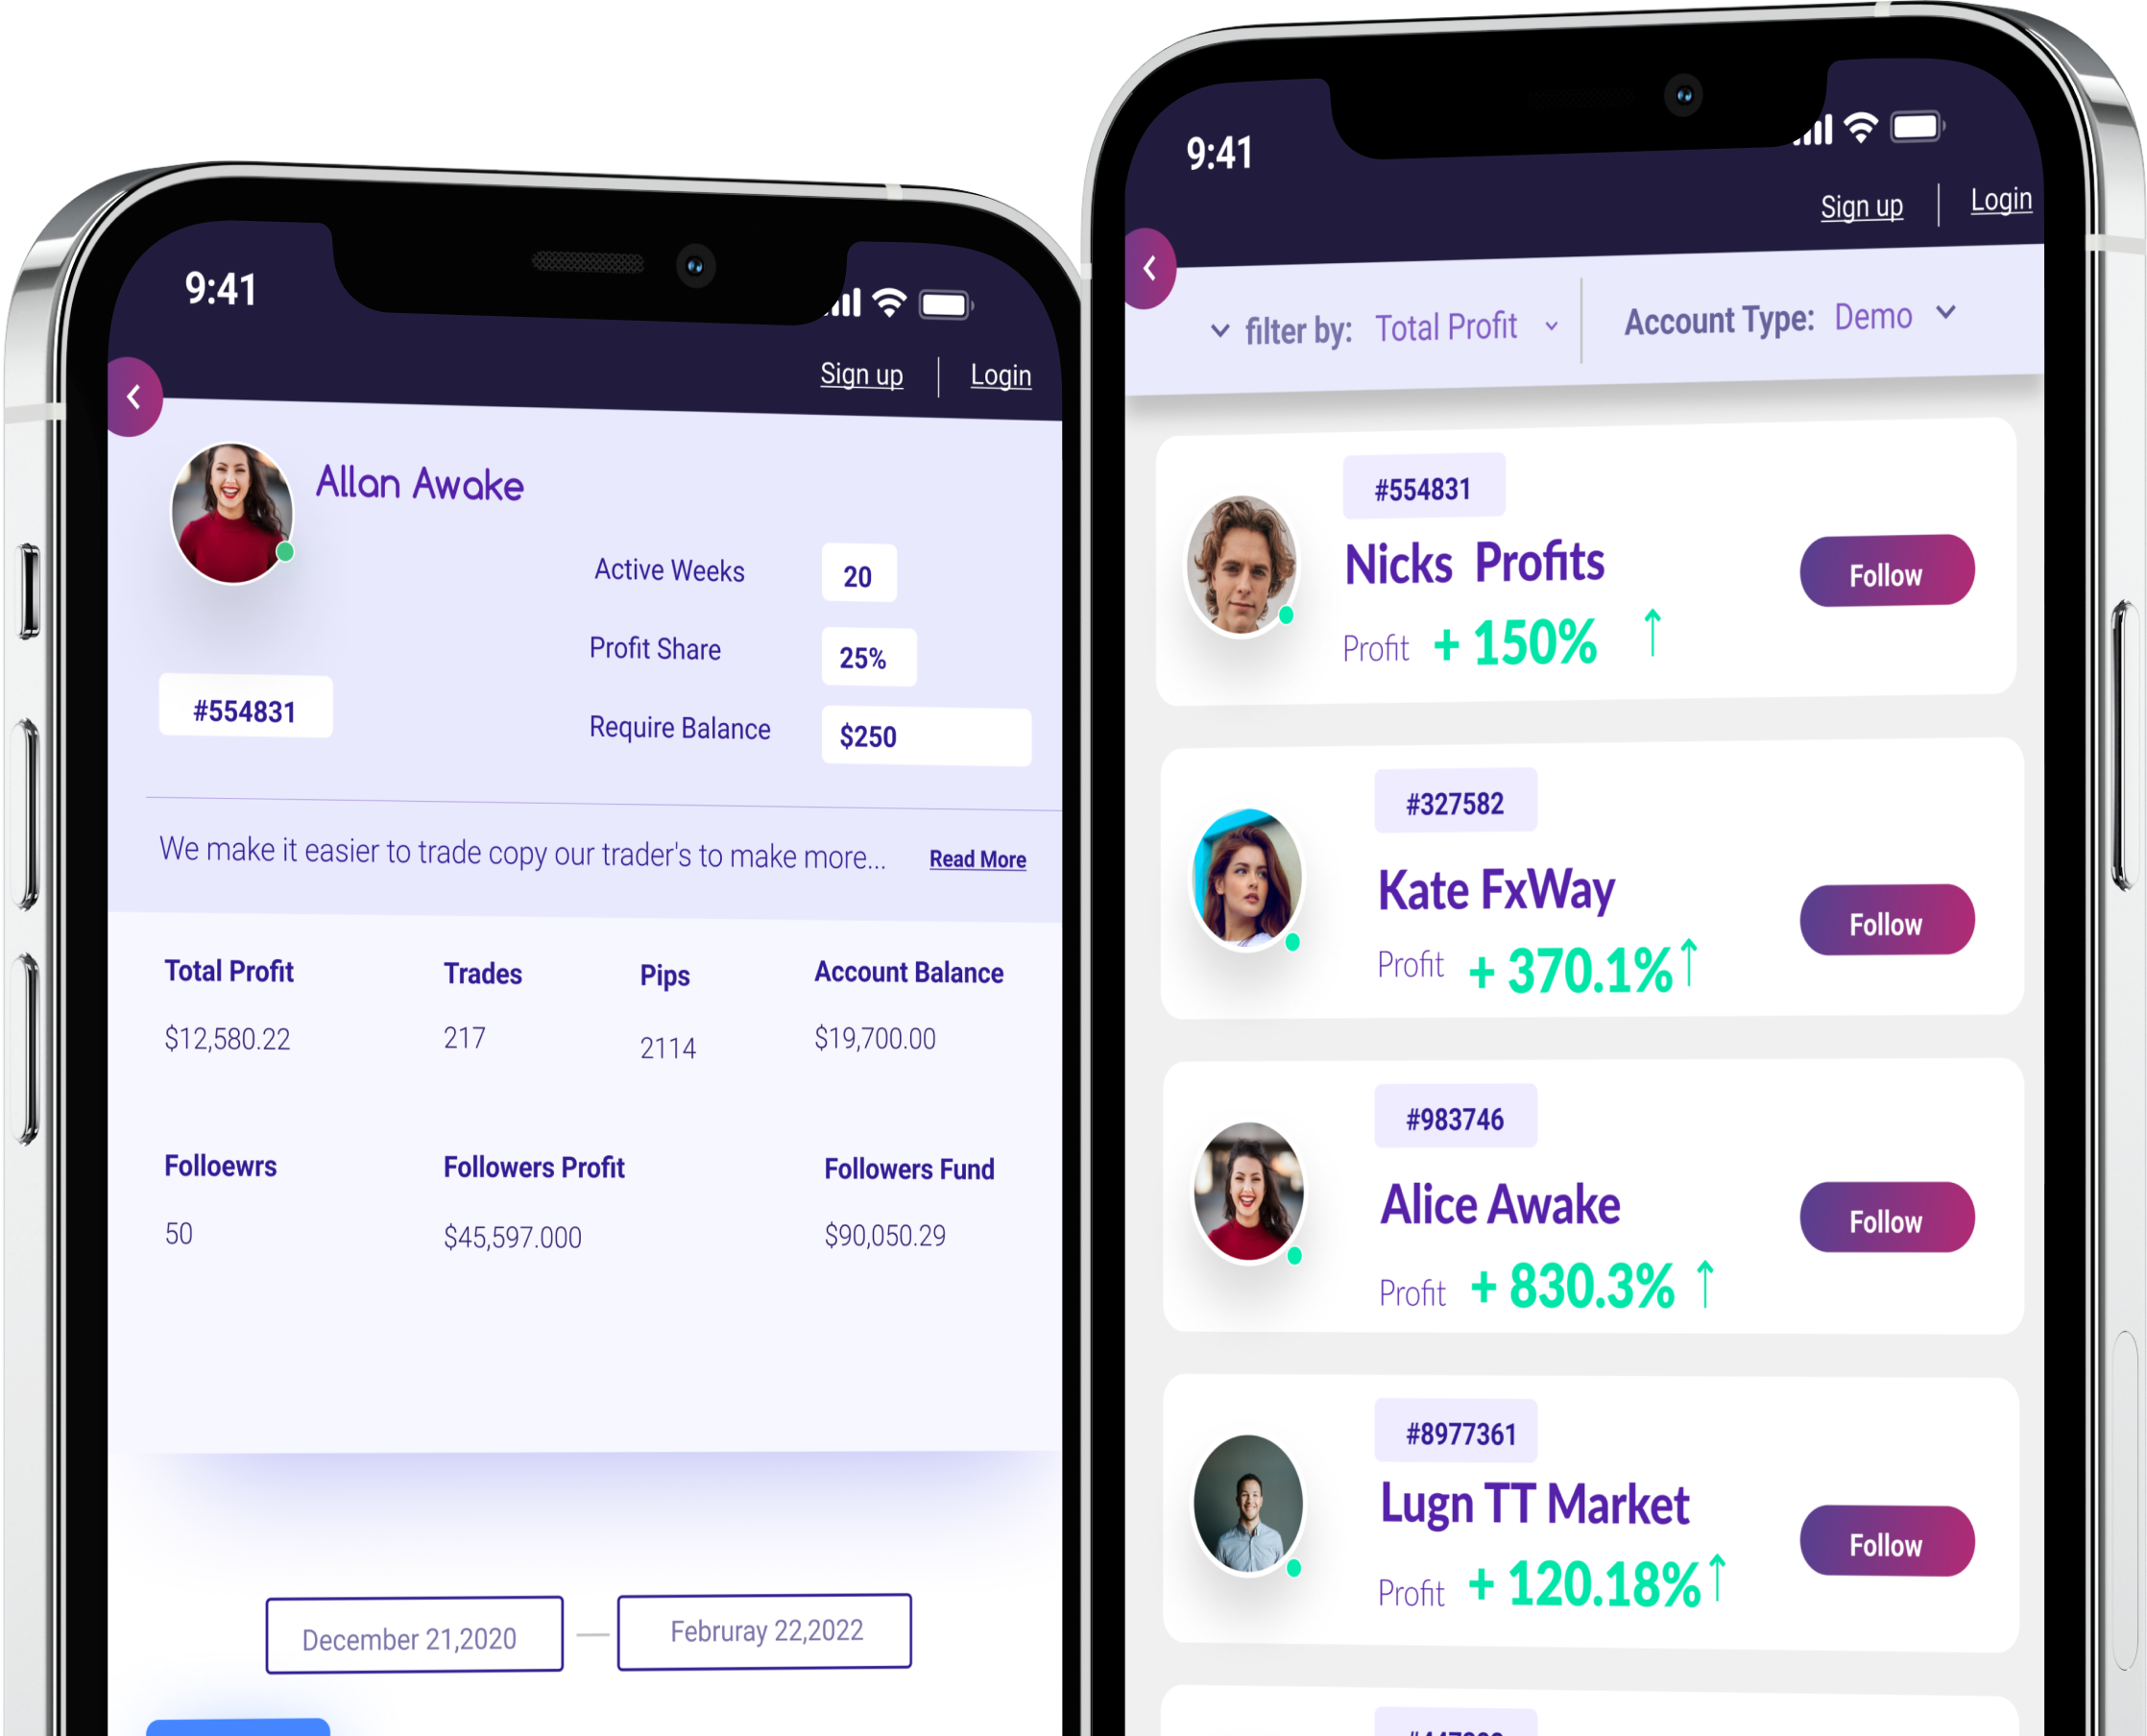 9:41
Sign up
Login
Allan Awake
Active Weeks 20
Profit Share 25%
#554831
Require Balance $250
We make it easier to trade copy our trader's to make more...
Read More
Total Profit Trades Pips Account Balance
$12,580.22 217 2114 $19,700.00
Folloewrs Followers Profit Followers Fund
50 $45,597.000 $90,050.29
December 21,2020 Februray 22,2022
9:41
Sign up
Login
filter by: Total Profit
Account Type: Demo
#554831
Nicks Profits
Profit + 150%
Follow
#327582
Kate FxWay
Profit + 370.1%
Follow
#983746
Alice Awake
Profit + 830.3%
Follow
#8977361
Lugn TT Market
Profit + 120.18%
Follow